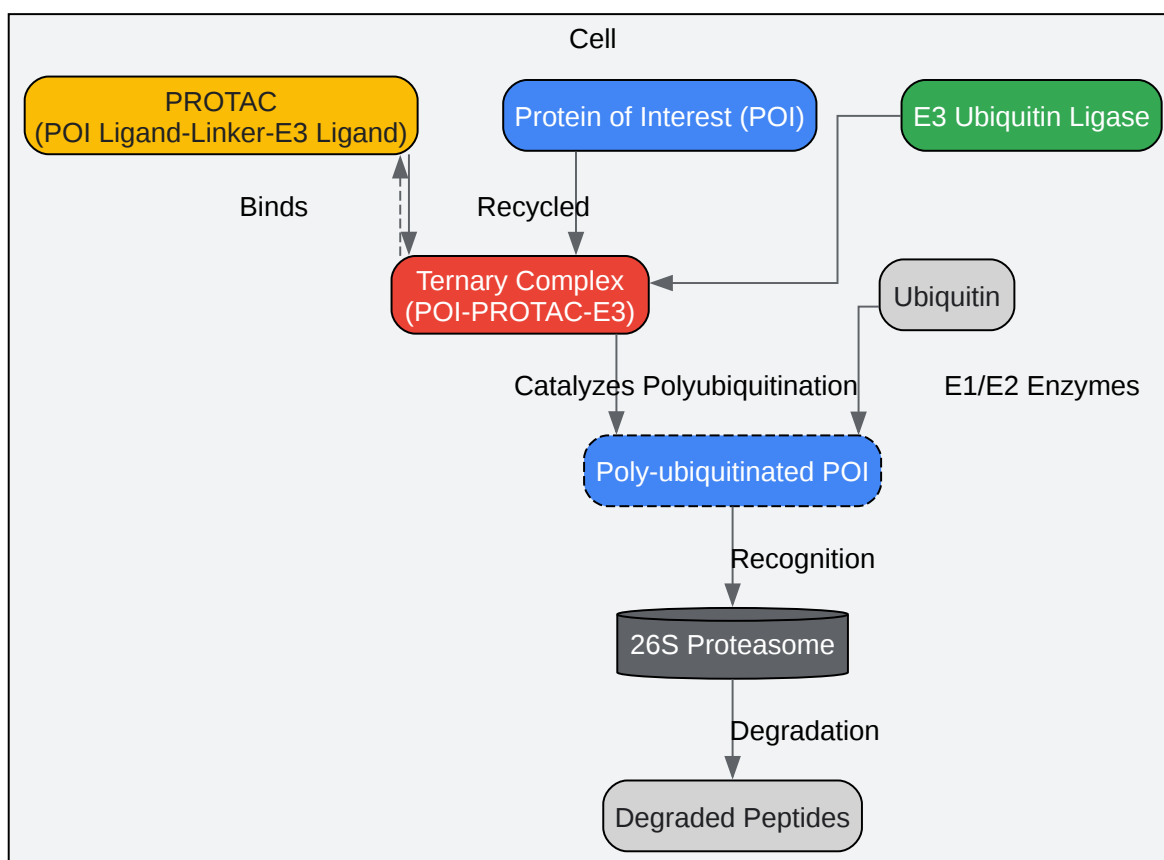 Cell
PROTAC
(POI Ligand-Linker-E3 Ligand)
Protein of Interest (POI)
E3 Ubiquitin Ligase
Binds
Recycled
Ternary Complex
(POI-PROTAC-E3)
Ubiquitin
Catalyzes Polyubiquitination
E1/E2 Enzymes
Poly-ubiquitinated POI
Recognition
26S Proteasome
Degradation
Degraded Peptides